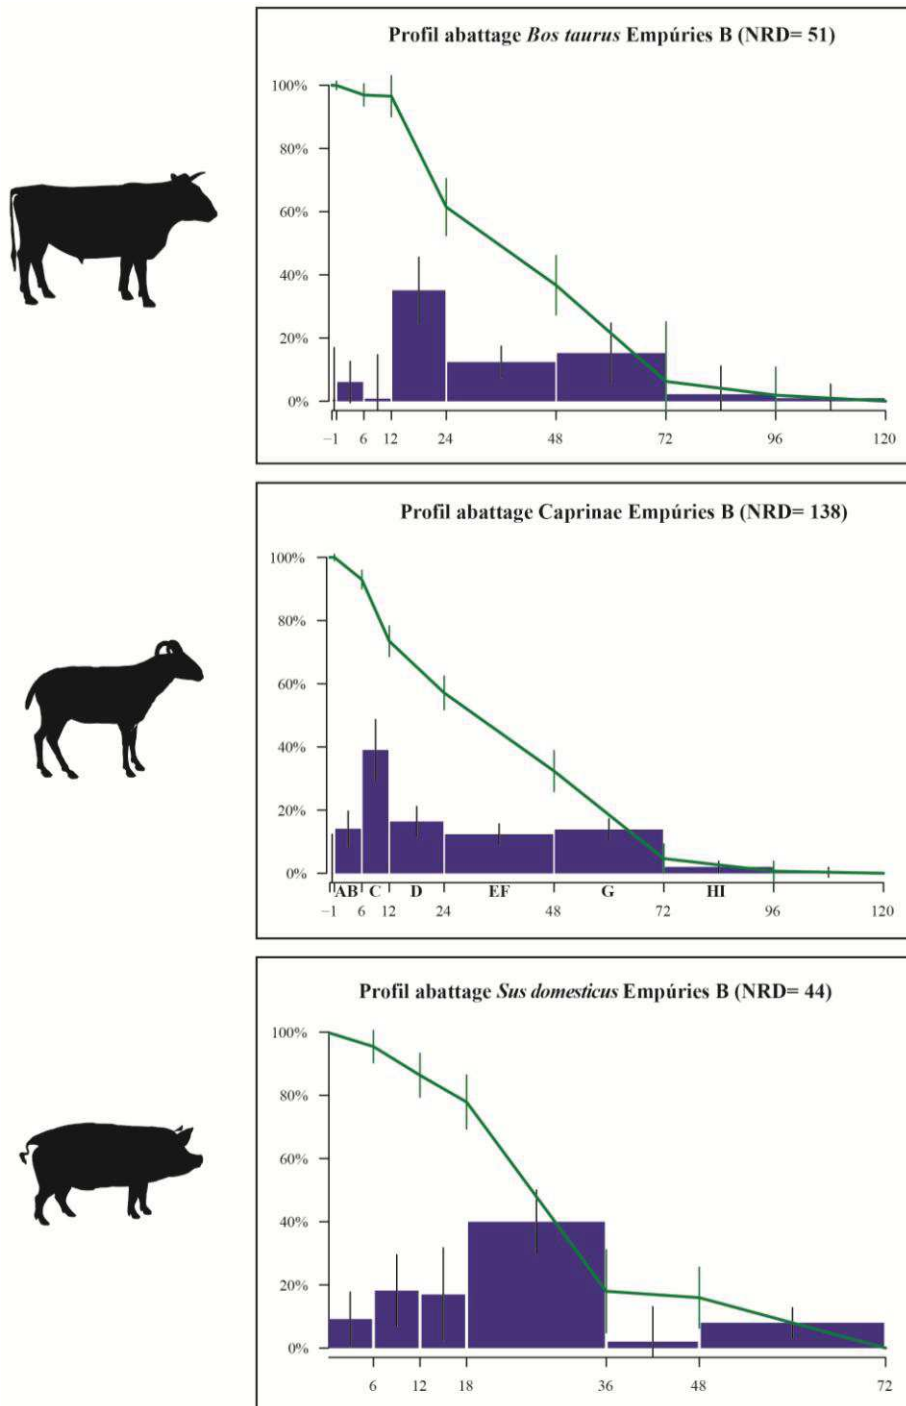 Profil abattage Bos taurus Empúries B (NRD= 51)
100%
80%
60%
40%
20%
0%
−1 6 12 24 48 72 96 120
Profil abattage Caprinae Empúries B (NRD= 138)
100%
80%
60%
40%
20%
0%
AB C D EF G HI
−1 6 12 24 48 72 96 120
Profil abattage Sus domesticus Empúries B (NRD= 44)
100%
80%
60%
40%
20%
0%
6 12 18 36 48 72